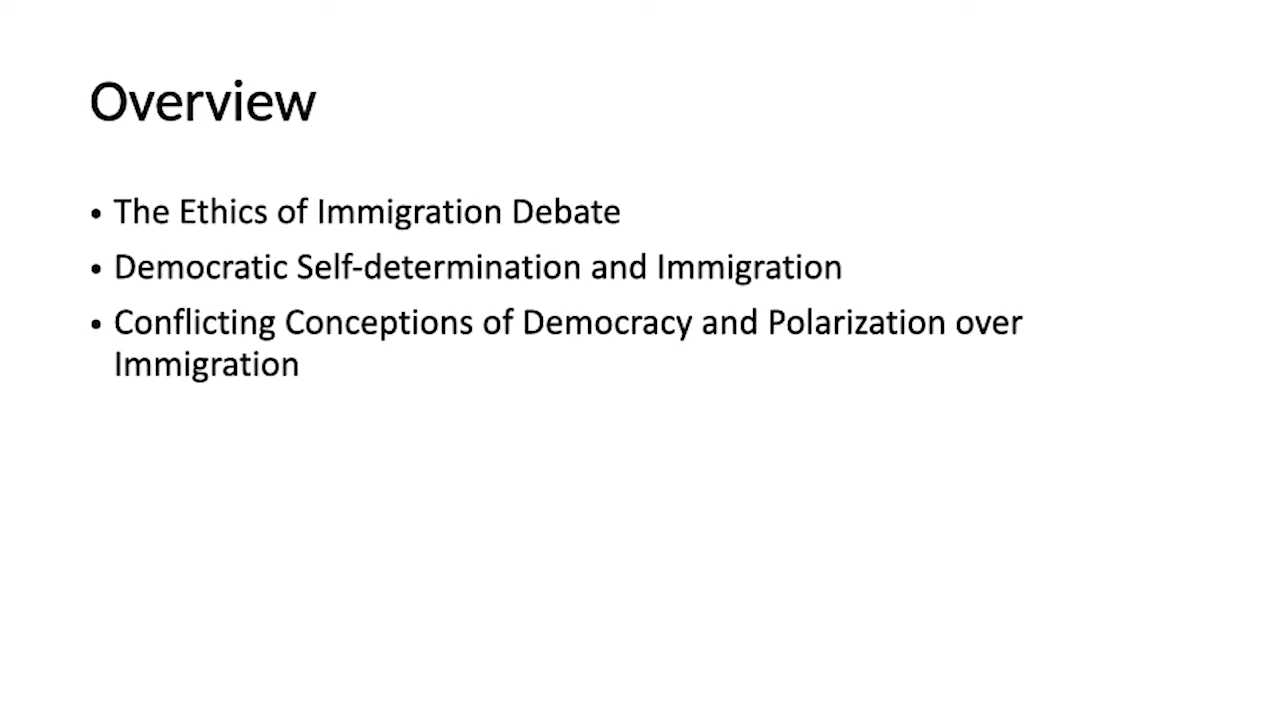 Overview
• The Ethics of Immigration Debate
• Democratic Self-determination and Immigration
• Conflicting Conceptions of Democracy and Polarization over
Immigration